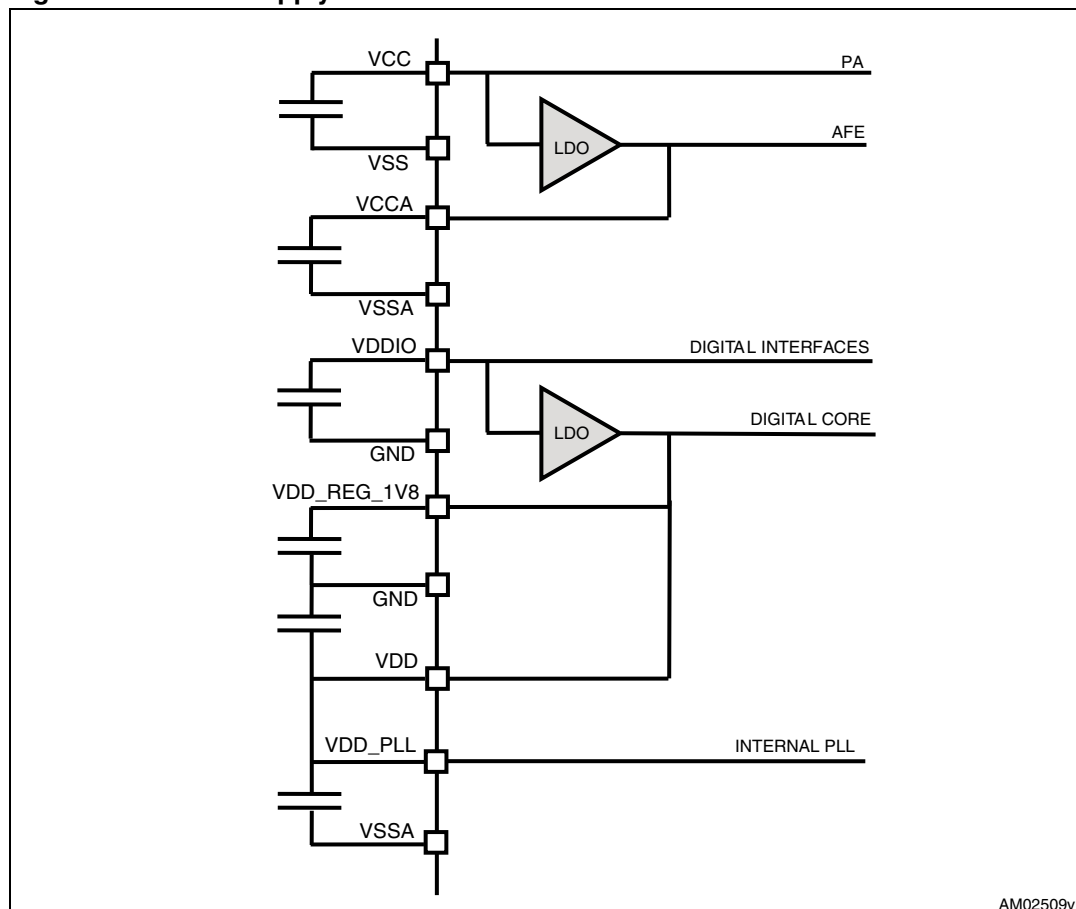 VCC
PA
LDO
AFE
VSS
VCCA
VSSA
VDDIO
DIGITAL INTERFACES
LDO
DIGITAL CORE
GND
VDD_REG_1V8
GND
VDD
VDD_PLL
INTERNAL PLL
VSSA
AM02509v